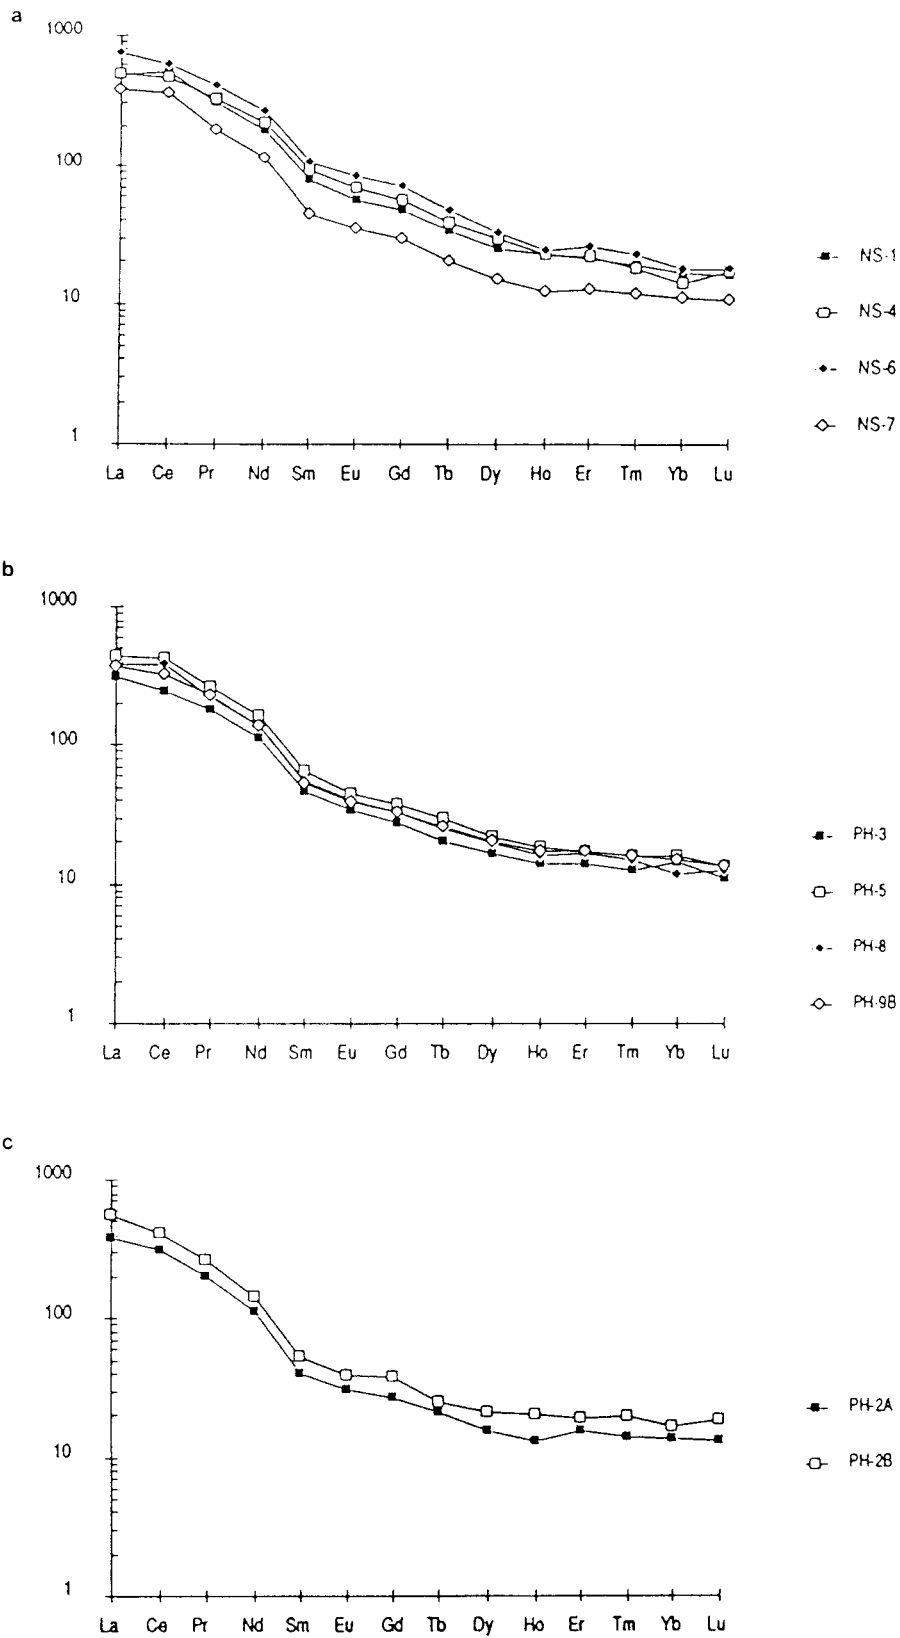 a
1000
100
10
1
La Ce Pr Nd Sm Eu Gd Tb Dy Ho Er Tm Yb Lu
NS-1
NS-4
NS-6
NS-7
b
1000
100
10
1
La Ce Pr Nd Sm Eu Gd Tb Dy Ho Er Tm Yb Lu
PH-3
PH-5
PH-8
PH-9B
c
1000
100
10
1
La Ce Pr Nd Sm Eu Gd Tb Dy Ho Er Tm Yb Lu
PH-2A
PH-2B